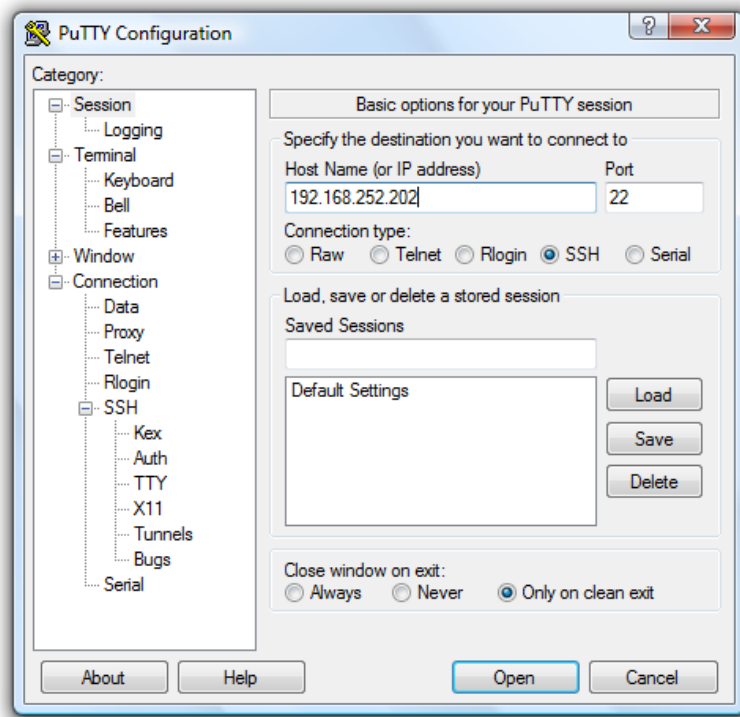 PuTTY Configuration
?
X
Category:
Session
Logging
Terminal
Keyboard
Bell
Features
Window
Connection
Data
Proxy
Telnet
Rlogin
SSH
Kex
Auth
TTY
X11
Tunnels
Bugs
Serial
Basic options for your PuTTY session
Specify the destination you want to connect to
Host Name (or IP address) Port
192.168.252.202 22
Connection type:
Raw Telnet Rlogin SSH Serial
Load, save or delete a stored session
Saved Sessions
Default Settings
Load
Save
Delete
Close window on exit:
Always Never Only on clean exit
About Help Open Cancel